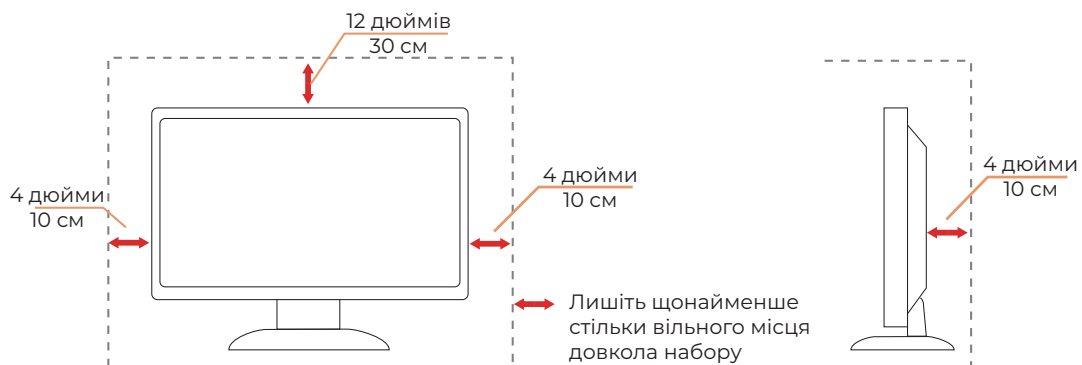 12 дюймів
30 см
4 дюйми
10 см
4 дюйми
10 см
4 дюйми
10 см
Лишіть щонайменше
стільки вільного місця
довкола набору